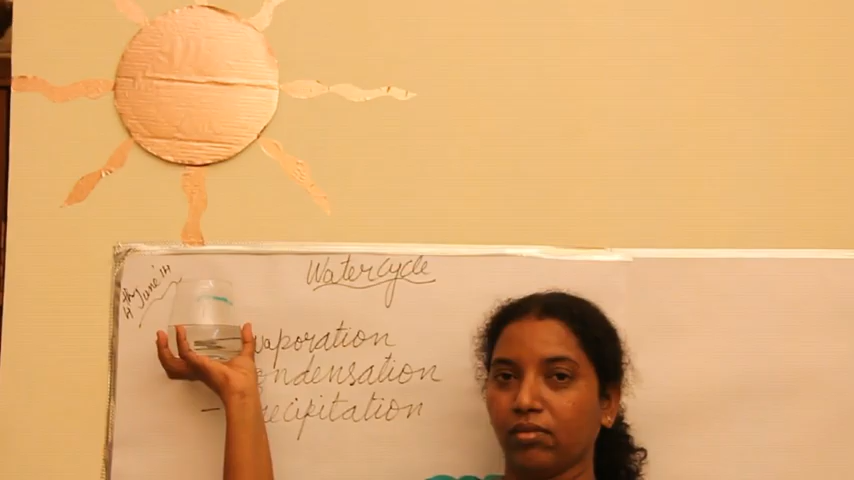 4th June '14
Watercycle
vaporation
ondensation
ecipitation